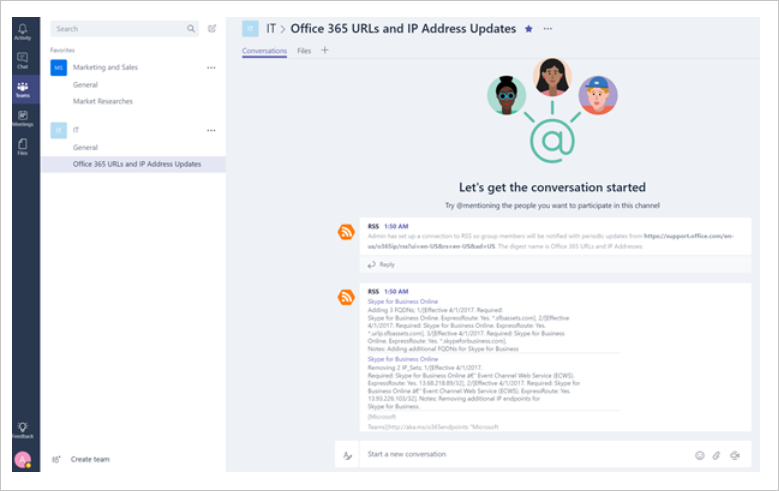 Activity
Chat
Teams
Meetings
Files
Feedback
A
Search
Favorites
MS Marketing and Sales
General
Market Researches
IT IT
General
Office 365 URLs and IP Address Updates
Create team
IT IT > Office 365 URLs and IP Address Updates
Conversations Files
@
Let's get the conversation started
Try @mentioning the people you want to participate in this channel
RSS 1:50 AM
Admin has set up a connection to RSS so group members will be notified with periodic updates from https://support.office.com/en-
us/o365ip/rss?ui=en-US&rs=en-US&ad=US. The digest name is Office 365 URLs and IP Addresses
Reply
RSS 1:50 AM
Skype for Business Online
Adding 3 FQDNs; 1/[Effective 4/1/2017. Required:
Skype for Business Online. ExpressRoute: Yes. *.sfbassets.com], 2/[Effective
4/1/2017. Required: Skype for Business Online. ExpressRoute: Yes.
*.urlp.sfbassets.com], 3/[Effective 4/1/2017. Required: Skype for Business
Online. ExpressRoute: Yes. *.skypeforbusiness.com].
Notes: Adding additional FQDNs for Skype for Business
Skype for Business Online
Removing 2 IP_Sets; 1/[Effective 4/1/2017.
Required: Skype for Business Online â€" Event Channel Web Service (ECWS).
ExpressRoute: Yes. 13.68.218.89/32], 2/[Effective 4/1/2017. Required: Skype for
Business Online â€" Event Channel Web Service (ECWS). ExpressRoute: Yes.
13.93.226.103/32]. Notes: Removing additional IP endpoints for
Skype for Business.
[Microsoft
Teams](http://aka.ms/o365endpoints "Microsoft
Start a new conversation